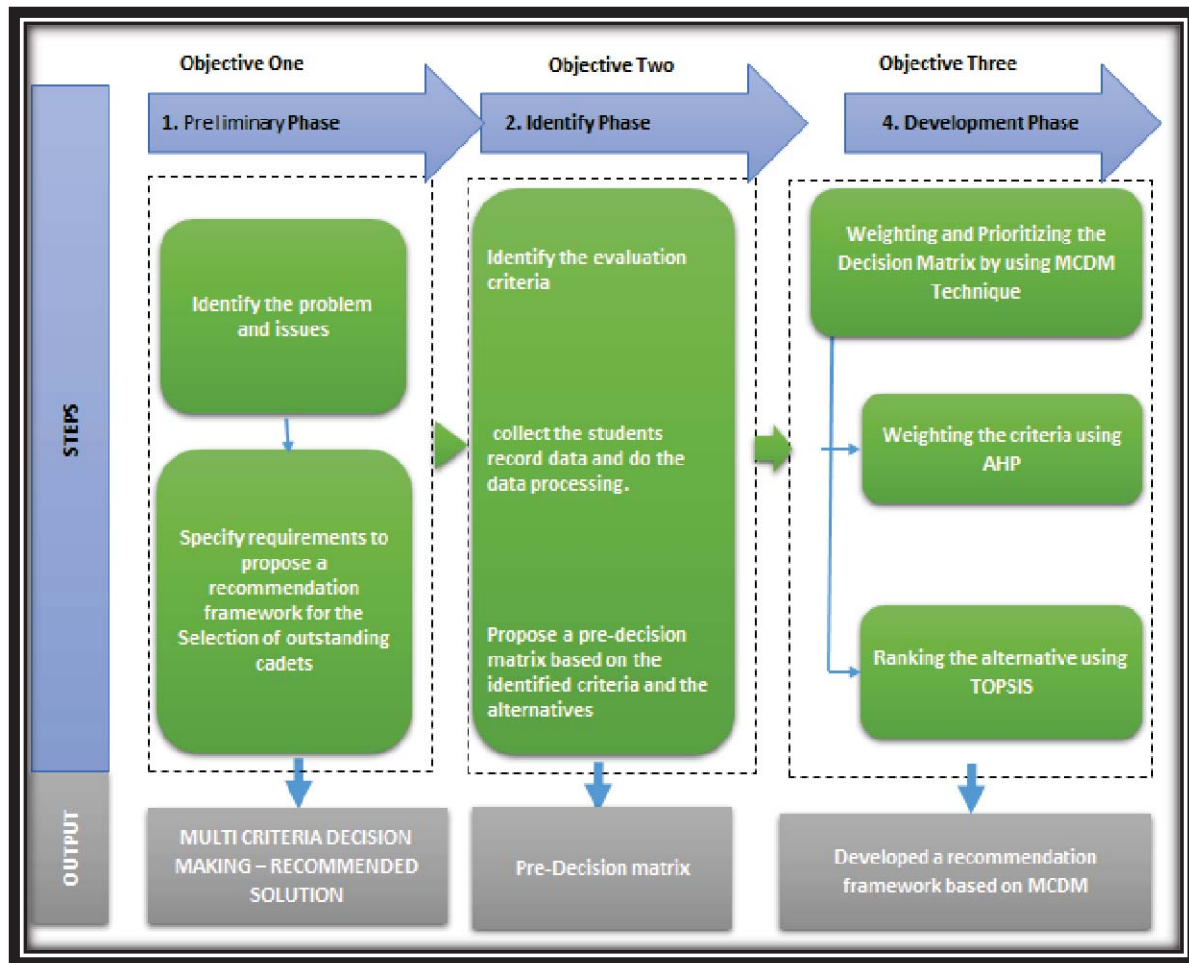 Objective One
Objective Two
Objective Three
1. Preliminary Phase
2. Identify Phase
4. Development Phase
STEPS
Identify the problem
and issues
Specify requirements to
propose a
recommendation
framework for the
Selection of outstanding
cadets
Identify the evaluation
criteria
collect the students
record data and do the
data processing.
Propose a pre-decision
matrix based on the
identified criteria and the
alternatives
Weighting and Prioritizing the
Decision Matrix by using MCDM
Technique
Weighting the criteria using
AHP
Ranking the alternative using
TOPSIS
OUTPUT
MULTI CRITERIA DECISION
MAKING – RECOMMENDED
SOLUTION
Pre-Decision matrix
Developed a recommendation
framework based on MCDM